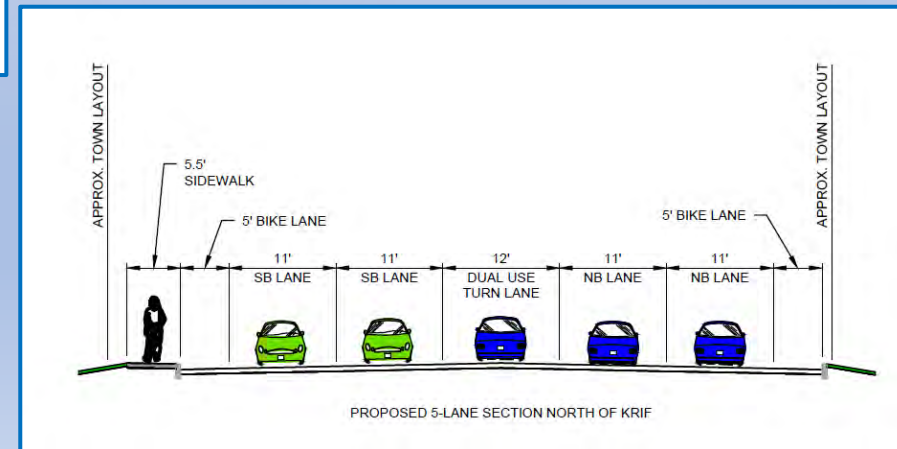 APPROX. TOWN LAYOUT
APPROX. TOWN LAYOUT
5.5'
SIDEWALK
5' BIKE LANE
5' BIKE LANE
11'
SB LANE
11'
SB LANE
12'
DUAL USE
TURN LANE
11'
NB LANE
11'
NB LANE
PROPOSED 5-LANE SECTION NORTH OF KRIF